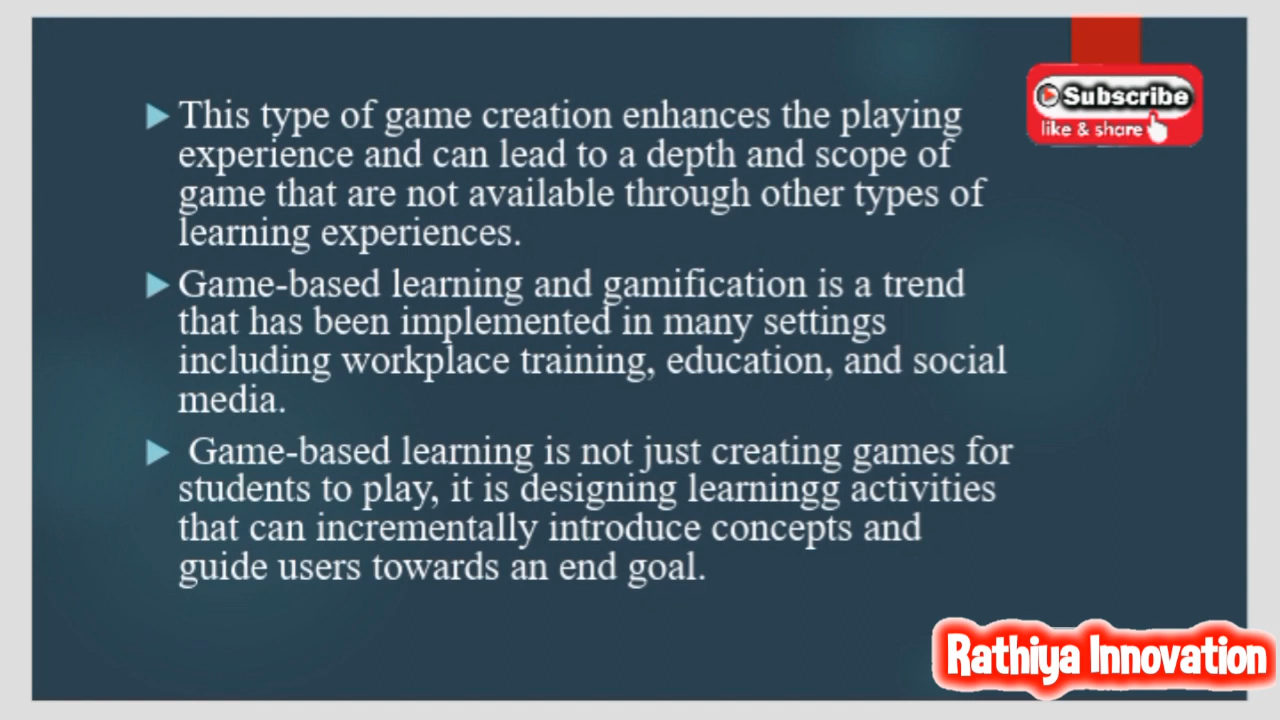 This type of game creation enhances the playing
experience and can lead to a depth and scope of
game that are not available through other types of
learning experiences.
Game-based learning and gamification is a trend
that has been implemented in many settings
including workplace training, education, and social
media.
Game-based learning is not just creating games for
students to play, it is designing learningg activities
that can incrementally introduce concepts and
guide users towards an end goal.
Subscribe
like & share
Rathiya Innovation